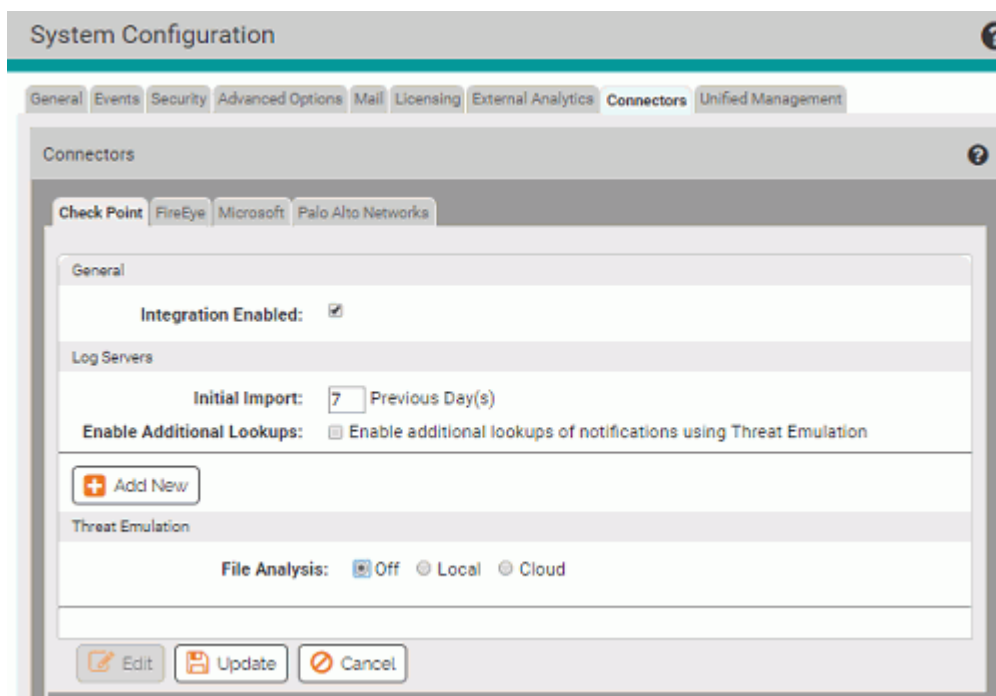 System Configuration
General Events Security Advanced Options Mail Licensing External Analytics Connectors Unified Management
Connectors
Check Point FireEye Microsoft Palo Alto Networks
General
Integration Enabled:
Log Servers
Initial Import: 7 Previous Day(s)
Enable Additional Lookups: Enable additional lookups of notifications using Threat Emulation
Add New
Threat Emulation
File Analysis: Off Local Cloud
Edit Update Cancel